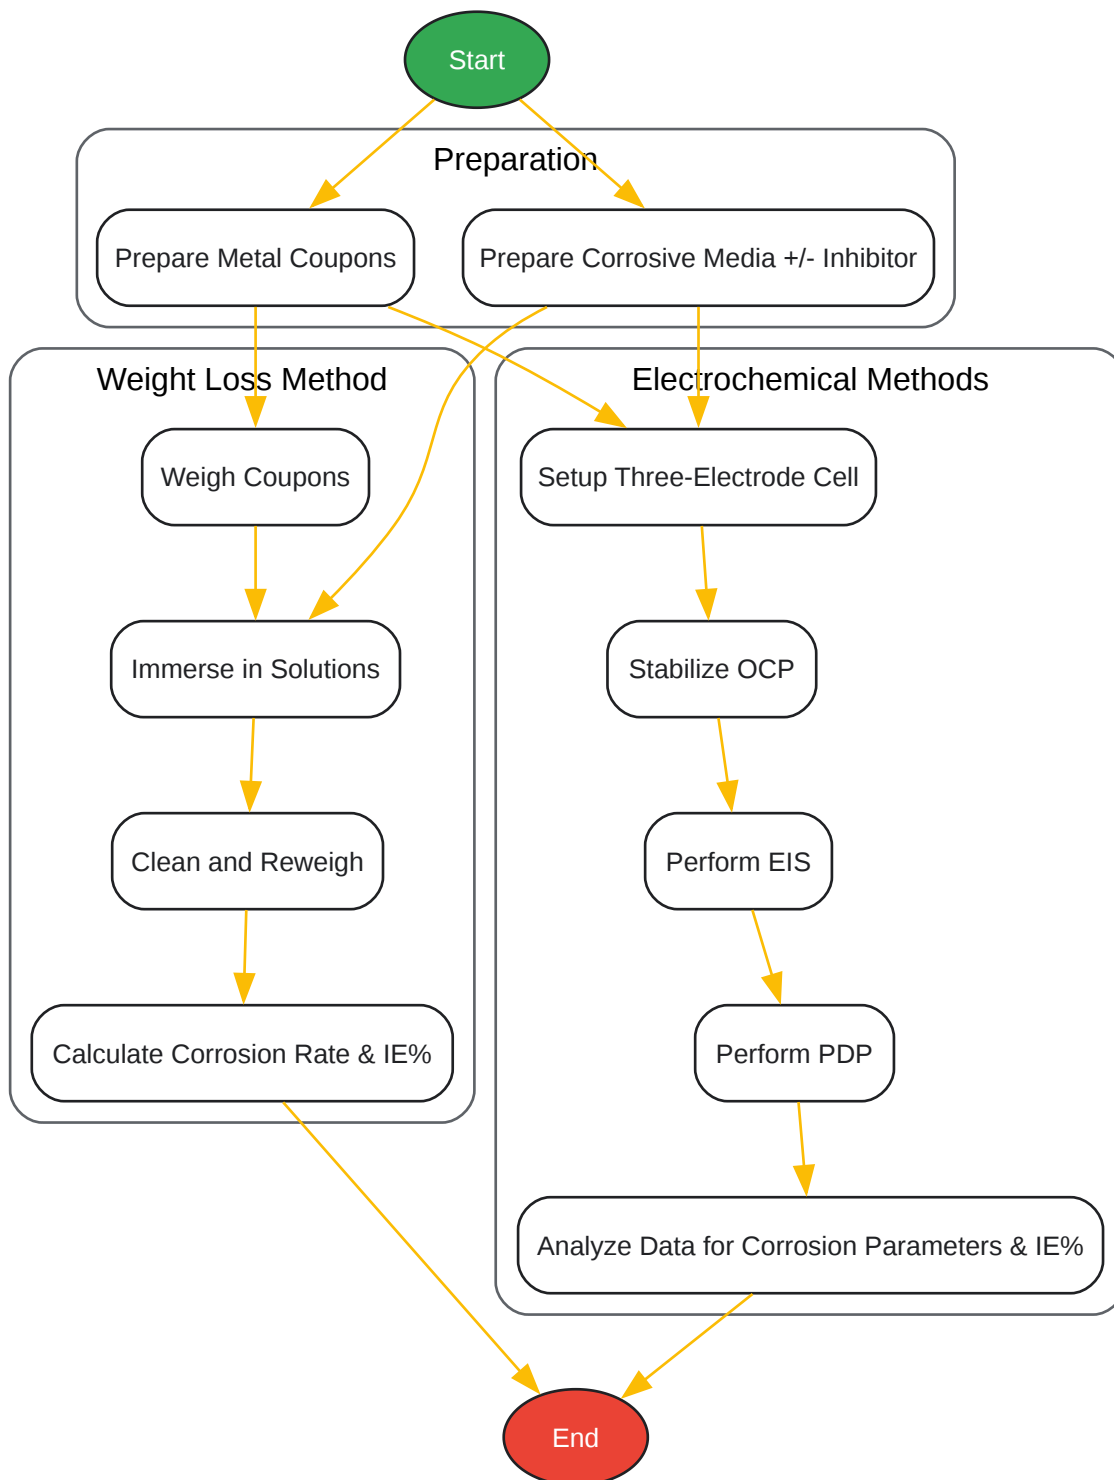 Start
Preparation
Prepare Metal Coupons
Prepare Corrosive Media +/- Inhibitor
Weight Loss Method
Weigh Coupons
Immerse in Solutions
Clean and Reweigh
Calculate Corrosion Rate & IE%
Electrochemical Methods
Setup Three-Electrode Cell
Stabilize OCP
Perform EIS
Perform PDP
Analyze Data for Corrosion Parameters & IE%
End